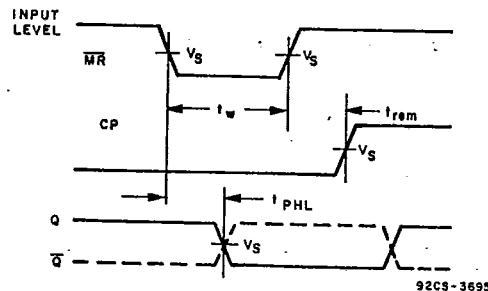 INPUT
LEVEL
MR
VS
VS
tw
trem
CP
VS
tPHL
Q
VS
Q
92CS-3695